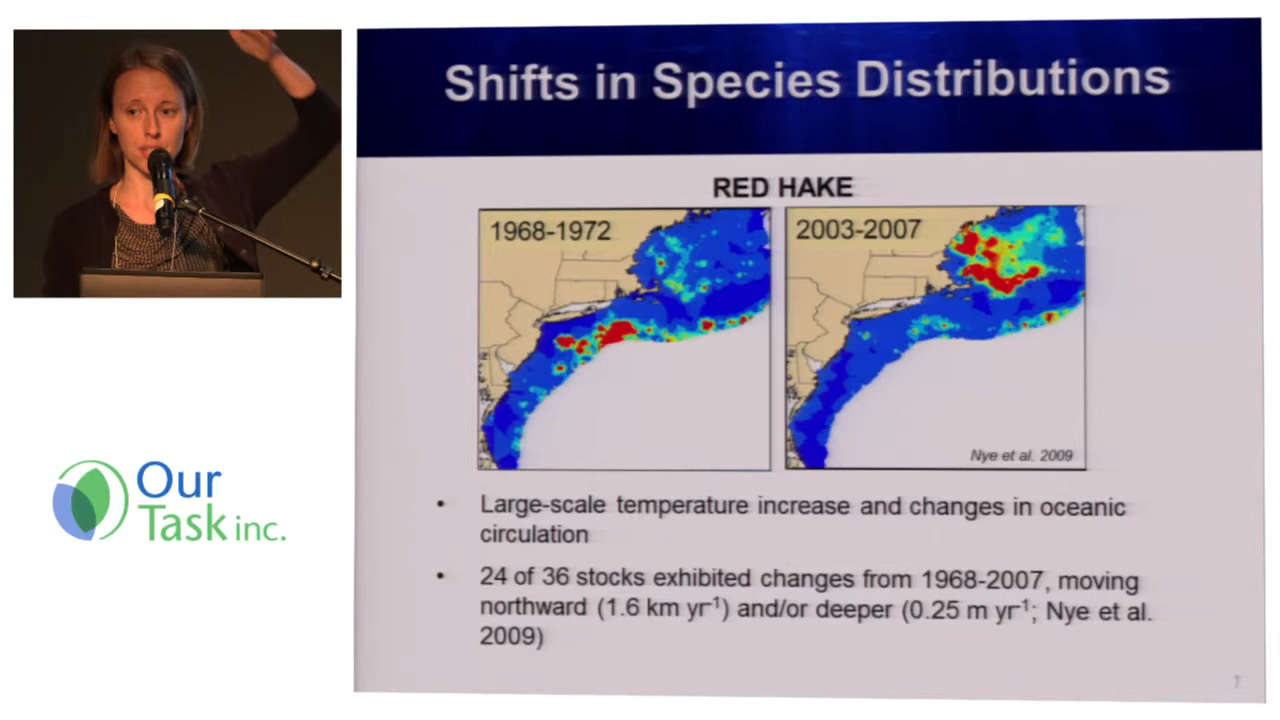 Shifts in Species Distributions
RED HAKE
1968-1972
2003-2007
Nye et al. 2009
• Large-scale temperature increase and changes in oceanic
circulation
• 24 of 36 stocks exhibited changes from 1968-2007, moving
northward (1.6 km yr-1) and/or deeper (0.25 m yr-1; Nye et al.
2009)
7
Our
Task inc.